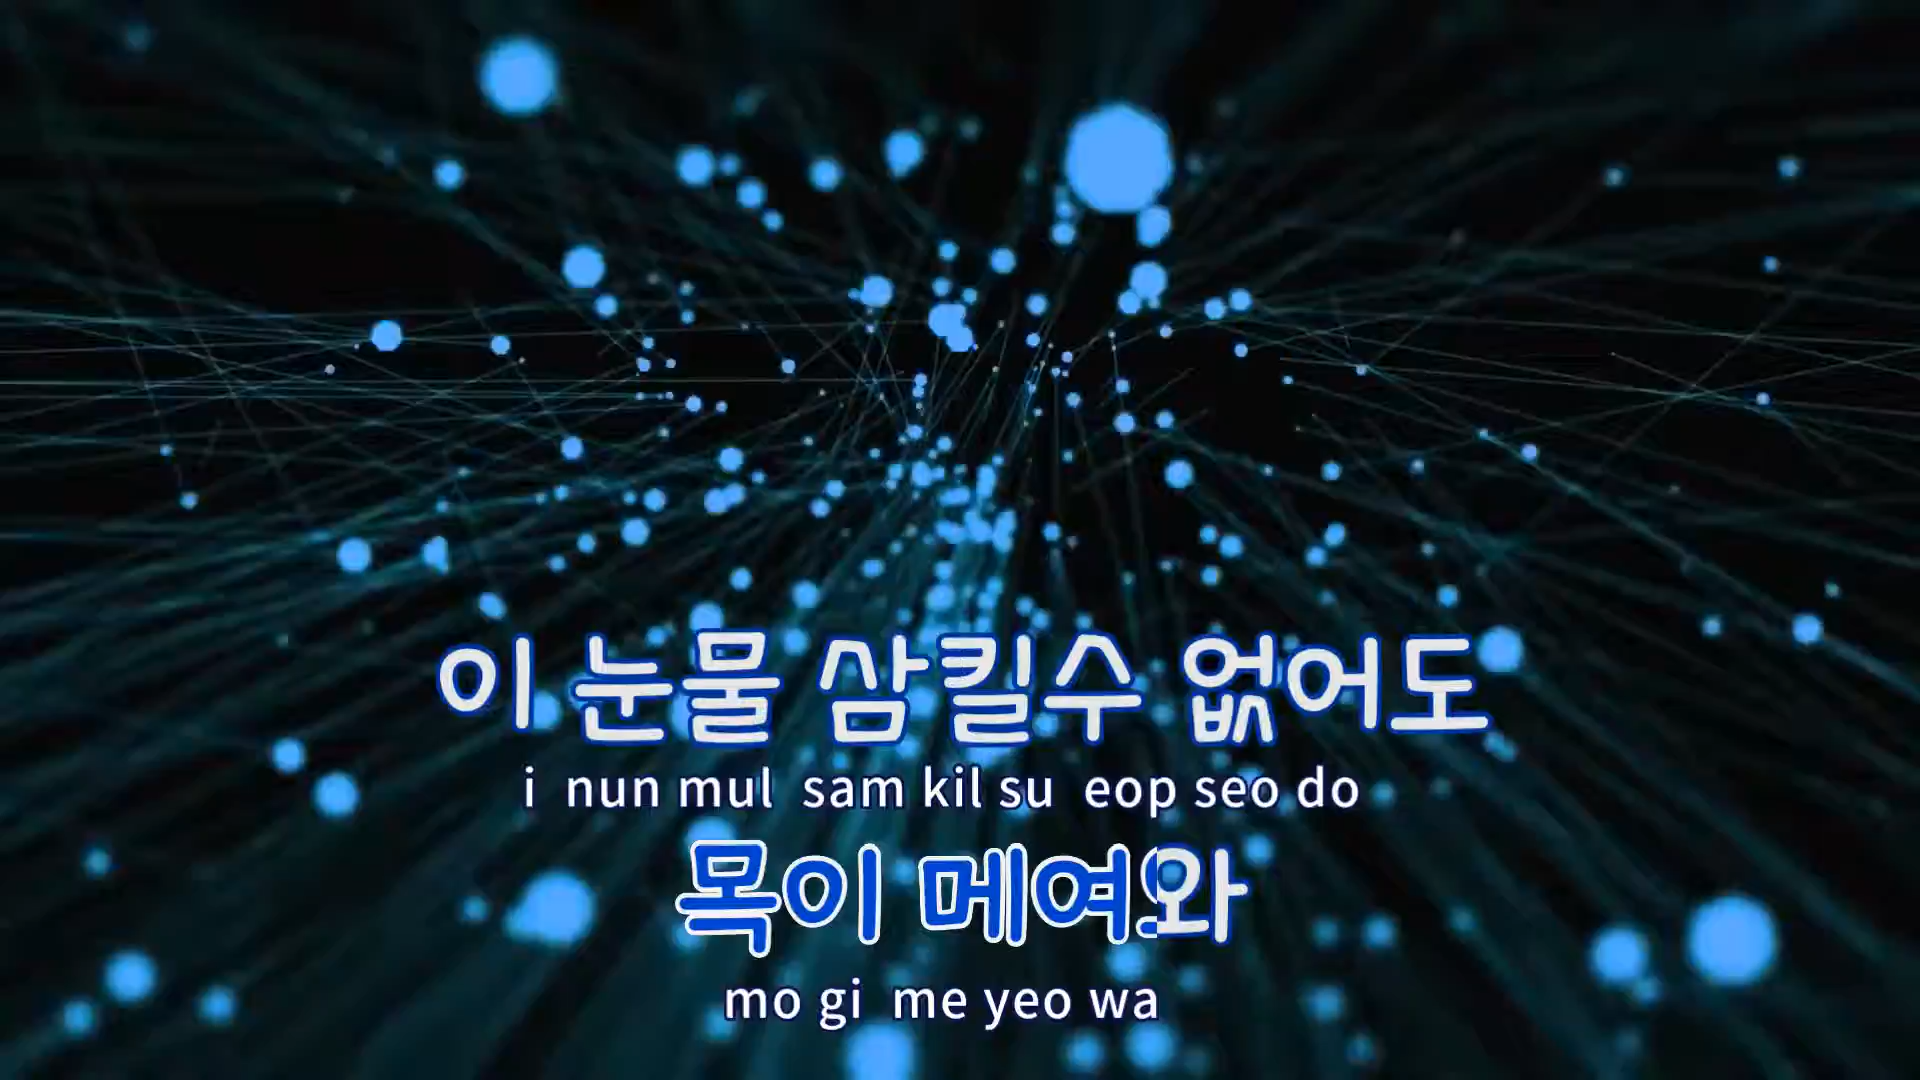 이 눈물 삼킬수 없어도
i nun mul sam kil su eop seo do
목이 메여와
mo gi me yeo wa